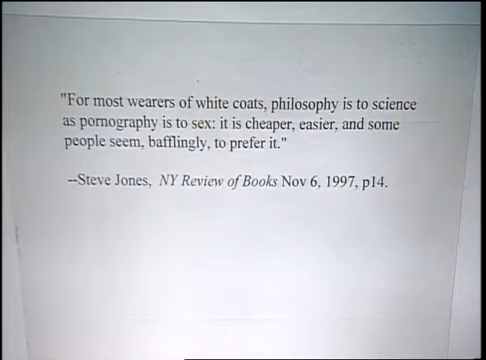 "For most wearers of white coats, philosophy is to science
as pornography is to sex: it is cheaper, easier, and some
people seem, bafflingly, to prefer it."
--Steve Jones, NY Review of Books Nov 6, 1997, p14.